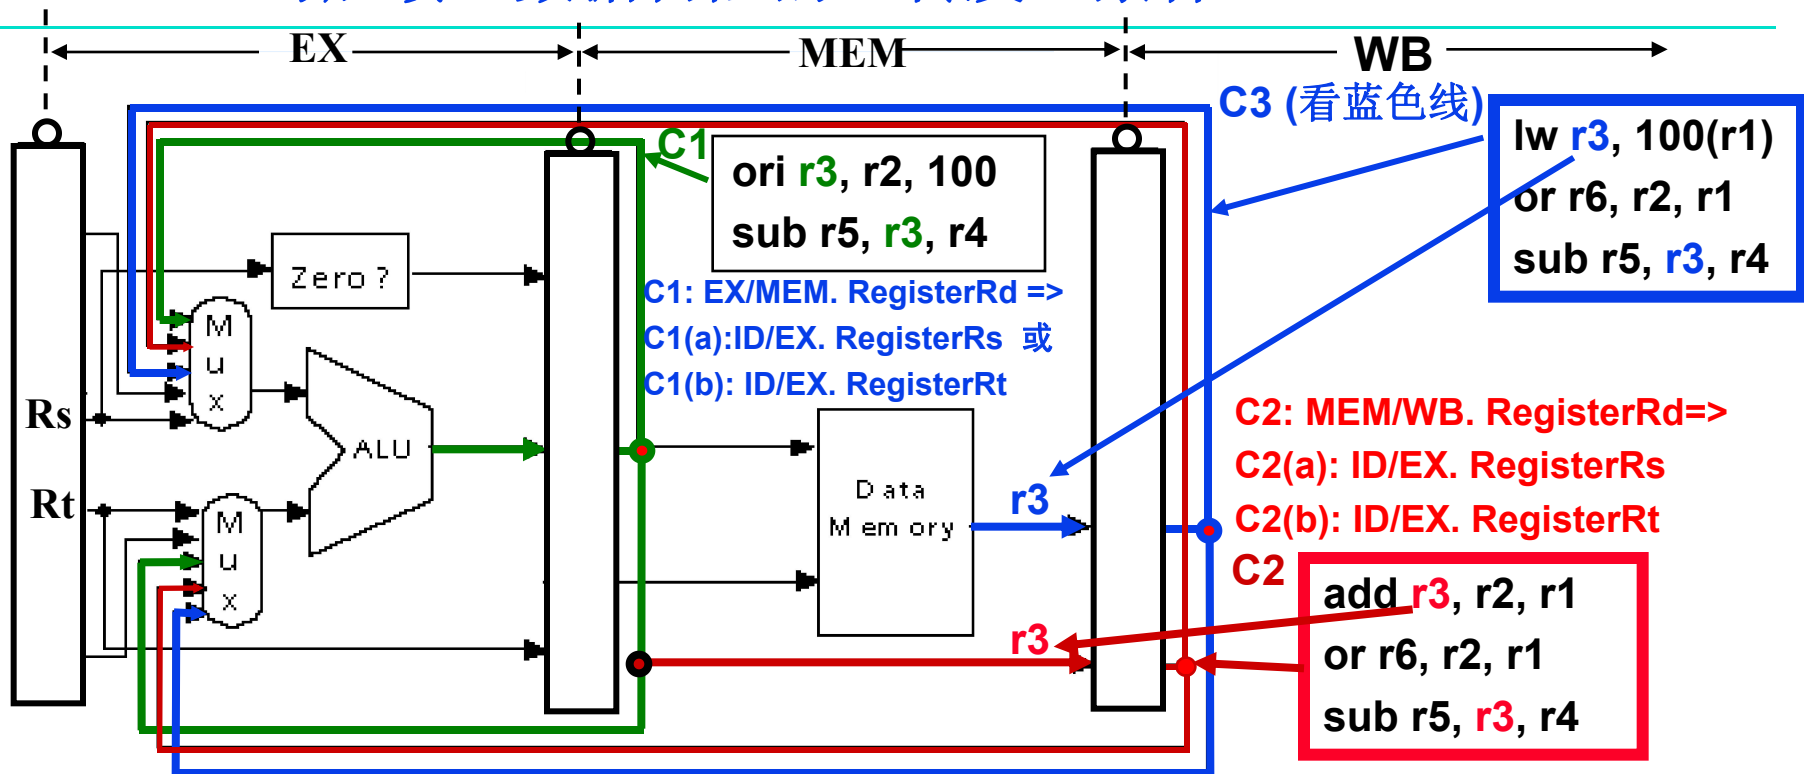 EX
MEM
WB
C3 (看蓝色线)
lw r3, 100(r1)
or r6, r2, r1
sub r5, r3, r4
C1
ori r3, r2, 100
sub r5, r3, r4
Zero?
C1: EX/MEM. RegisterRd =>
C1(a):ID/EX. RegisterRs 或
C1(b): ID/EX. RegisterRt
Mux
Rs
ALU
Rt
Mux
Data
Memory
r3
r3
C2: MEM/WB. RegisterRd=>
C2(a): ID/EX. RegisterRs
C2(b): ID/EX. RegisterRt
C2
add r3, r2, r1
or r6, r2, r1
sub r5, r3, r4